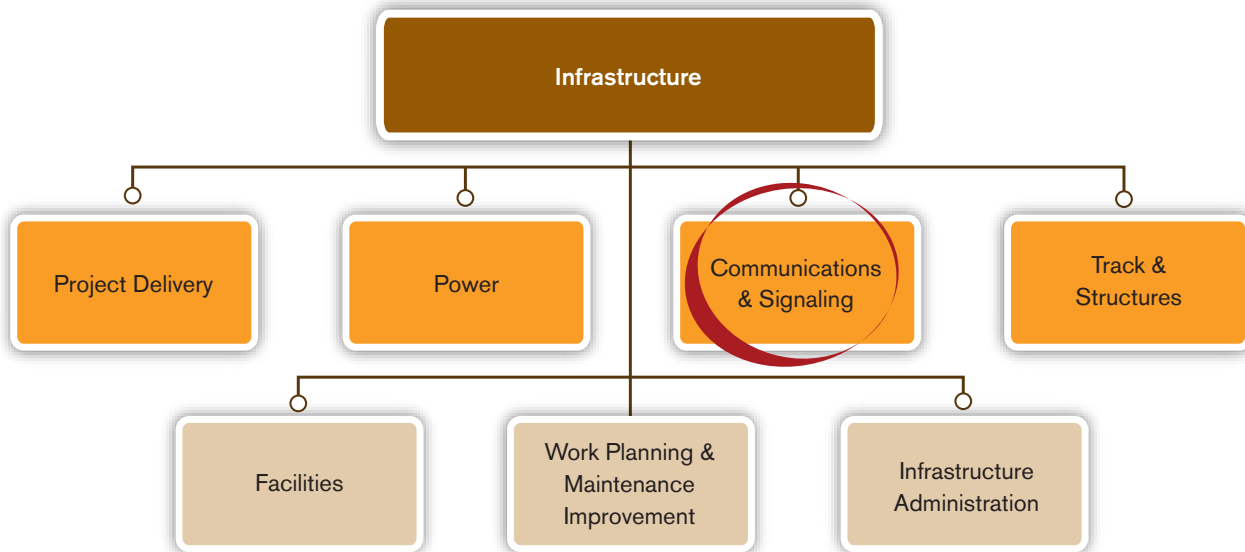 Infrastructure
Project Delivery
Power
Communications
& Signaling
Track &
Structures
Facilities
Work Planning &
Maintenance
Improvement
Infrastructure
Administration